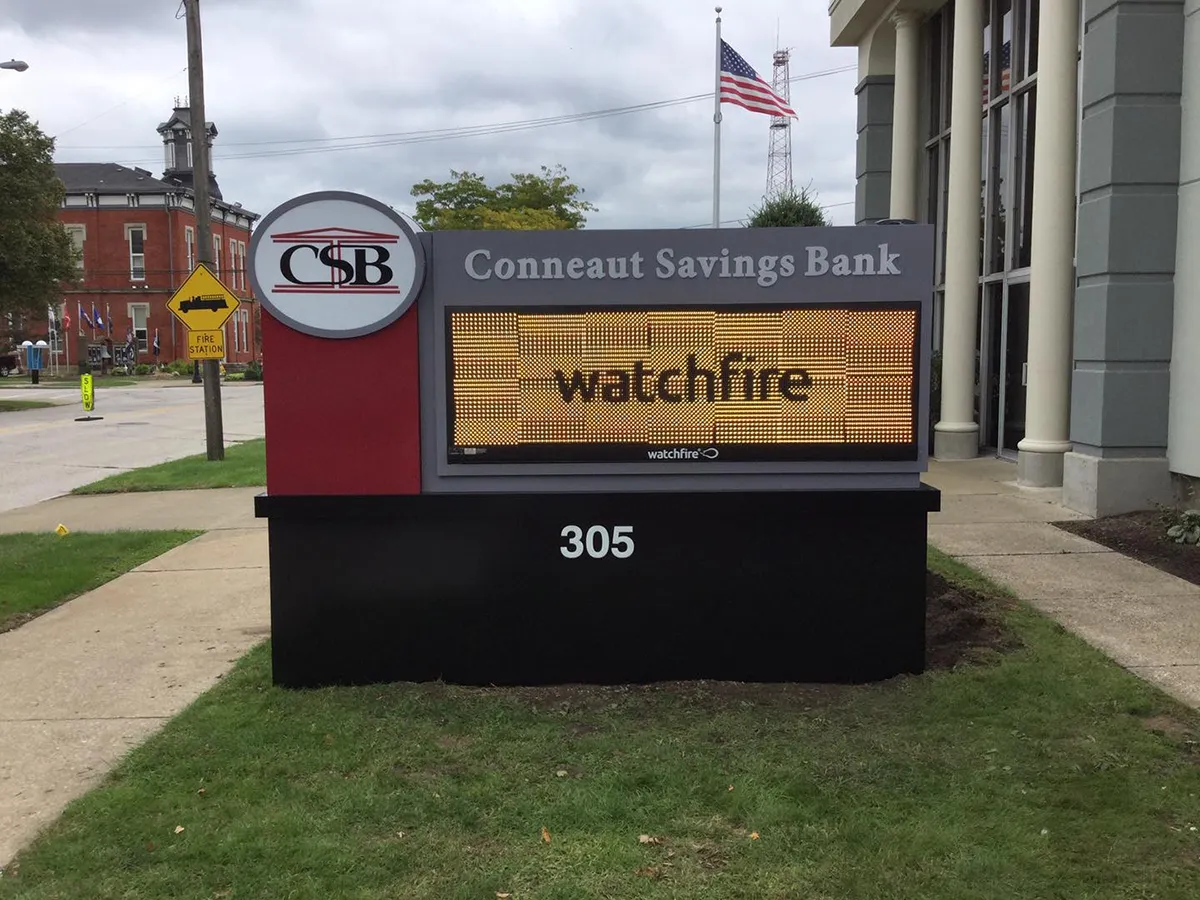 CSB
Conneaut Savings Bank
watchfire
watchfire
305
FIRE
STATION
SLOW